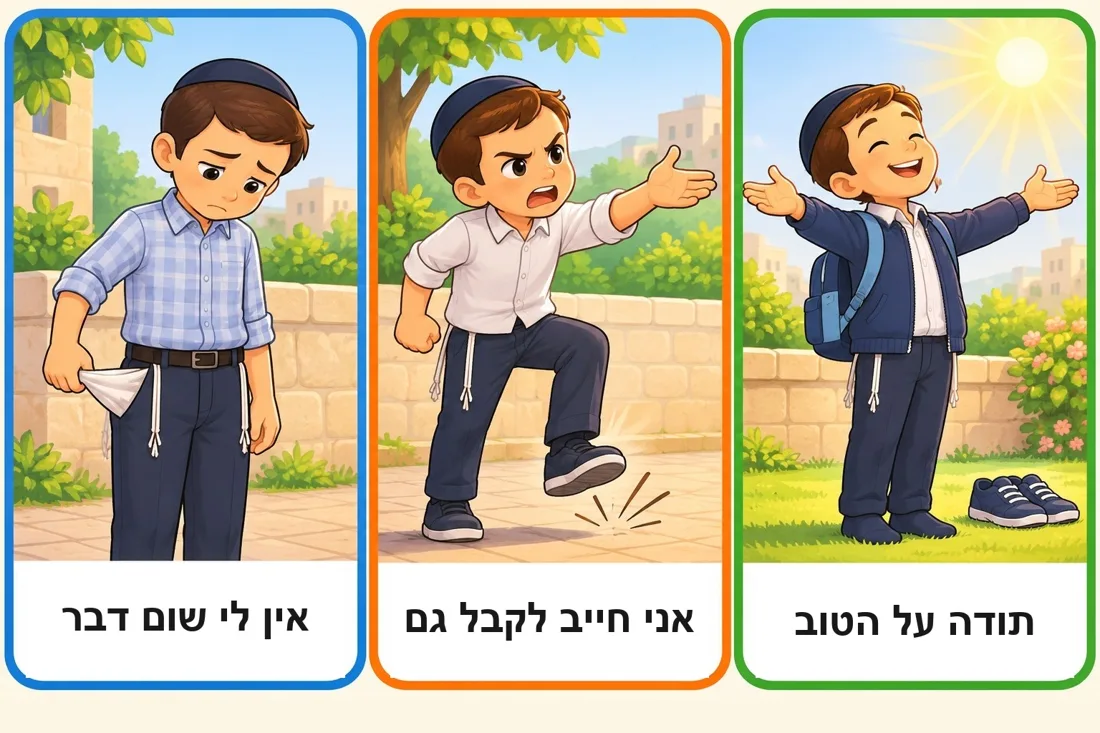 תודה על הטוב
אני חייב לקבל גם
אין לי שום דבר